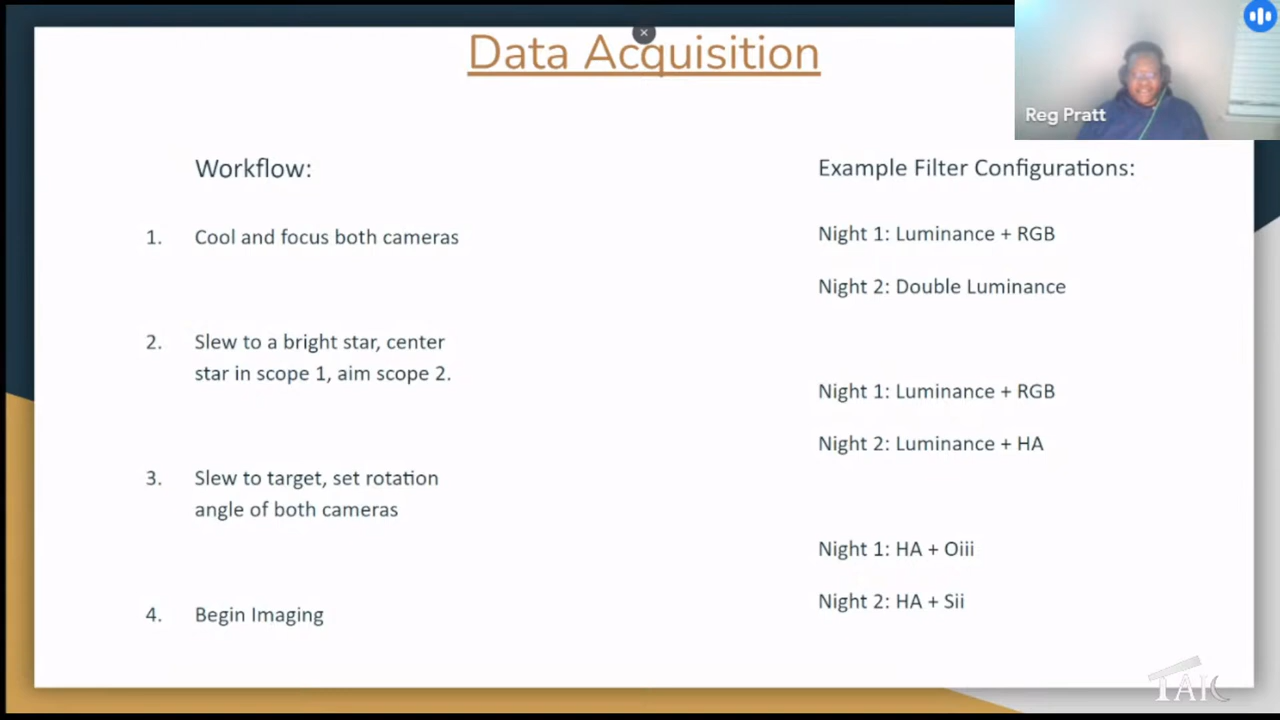 Data Acquisition
Reg Pratt
Workflow:
1. Cool and focus both cameras
2. Slew to a bright star, center
star in scope 1, aim scope 2.
3. Slew to target, set rotation
angle of both cameras
4. Begin Imaging
Example Filter Configurations:
Night 1: Luminance + RGB
Night 2: Double Luminance
Night 1: Luminance + RGB
Night 2: Luminance + HA
Night 1: HA + Oiii
Night 2: HA + Sii
TAIC